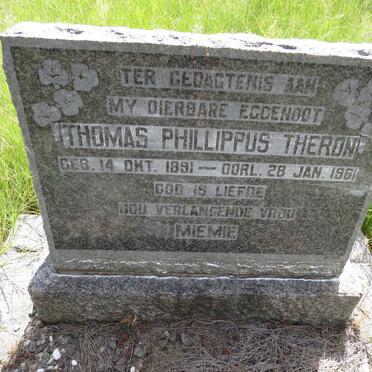 TER GEDAGTENIS AAN
MY DIERBARE EGGENOOT
THOMAS PHILLIPPUS THERON
GEB. 14 OKT. 1891 — OORL. 28 JAN. 1961
GOD IS LIEFDE
JOU VERLANGENDE VROU
MIEMIE